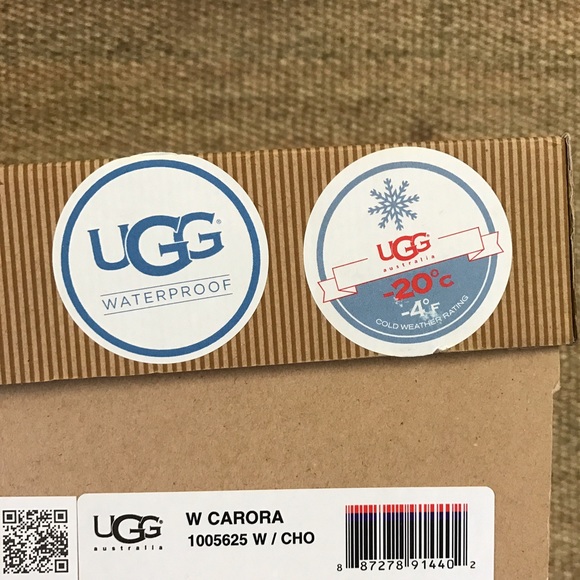 UGG®
WATERPROOF
UGG
australia
-20°C
-4°F
COLD WEATHER RATING
UGG®
australia
W CARORA
1005625 W / CHO
8 87278 91440 2